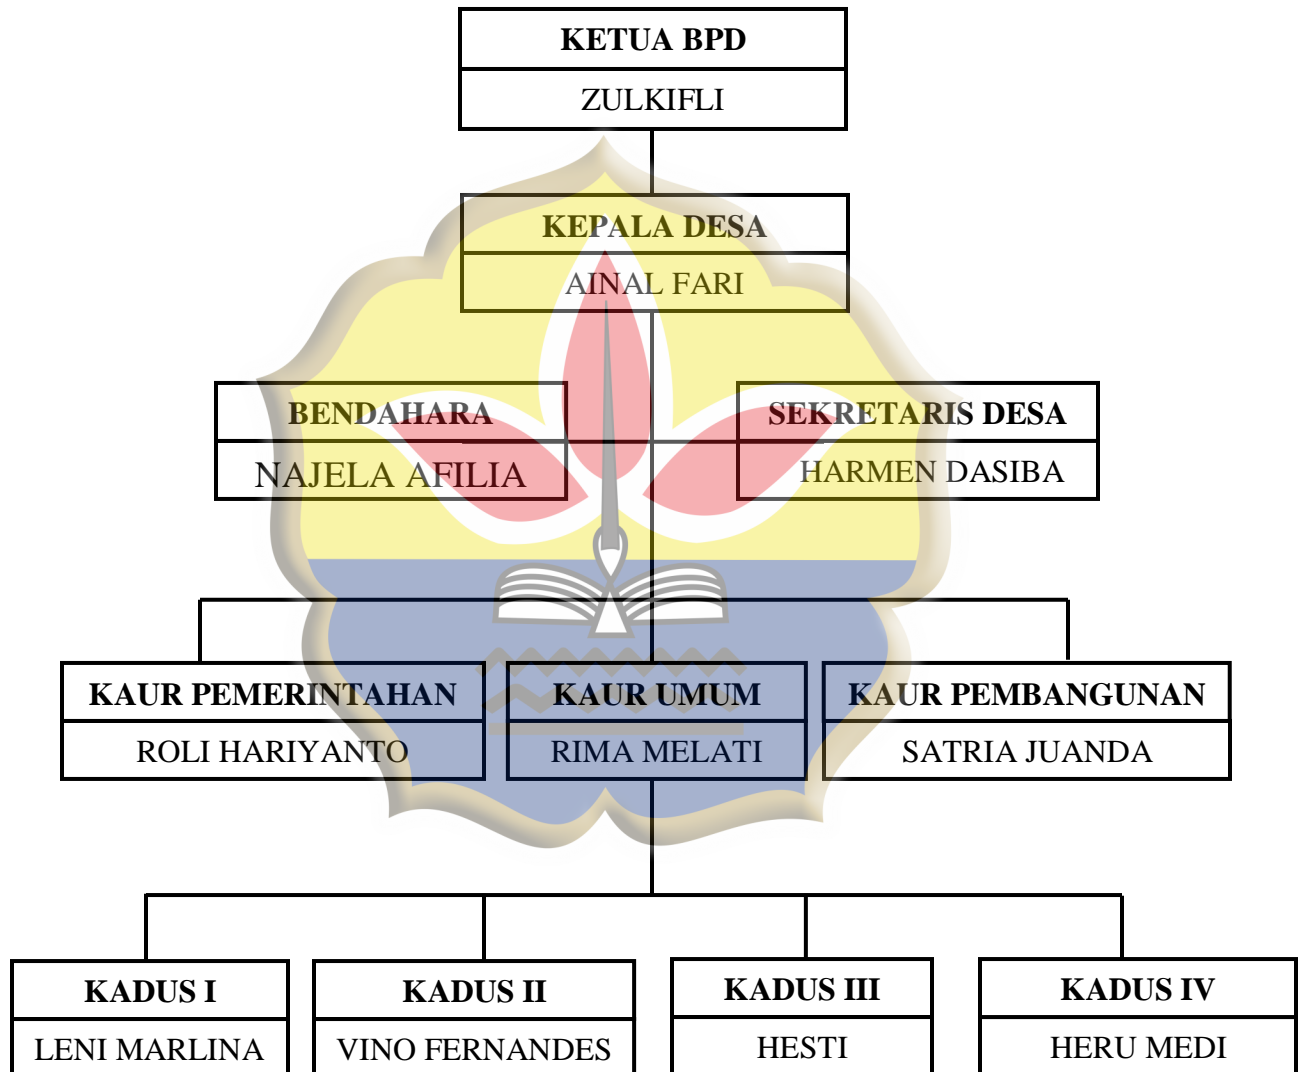 KETUA BPD
ZULKIFLI
KEPALA DESA
AINAL FARI
BENDAHARA
NAJELA AFILIA
SEKRETARIS DESA
HARMEN DASIBA
KAUR PEMERINTAHAN
ROLI HARIYANTO
KAUR UMUM
RIMA MELATI
KAUR PEMBANGUNAN
SATRIA JUANDA
KADUS I
LENI MARLINA
KADUS II
VINO FERNANDES
KADUS III
HESTI
KADUS IV
HERU MEDI